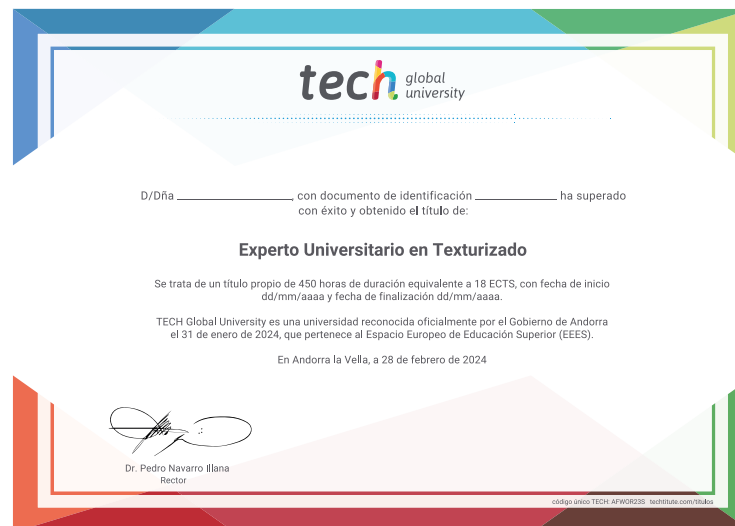 tech global university
D/Dña ______________, con documento de identificación ______________ ha superado
con éxito y obtenido el título de:
Experto Universitario en Texturizado
Se trata de un título propio de 450 horas de duración equivalente a 18 ECTS, con fecha de inicio
dd/mm/aaaa y fecha de finalización dd/mm/aaaa.
TECH Global University es una universidad reconocida oficialmente por el Gobierno de Andorra
el 31 de enero de 2024, que pertenece al Espacio Europeo de Educación Superior (EEES).
En Andorra la Vella, a 28 de febrero de 2024
Dr. Pedro Navarro Illana
Rector
código único TECH: AFWOR23S techtitute.com/titulos